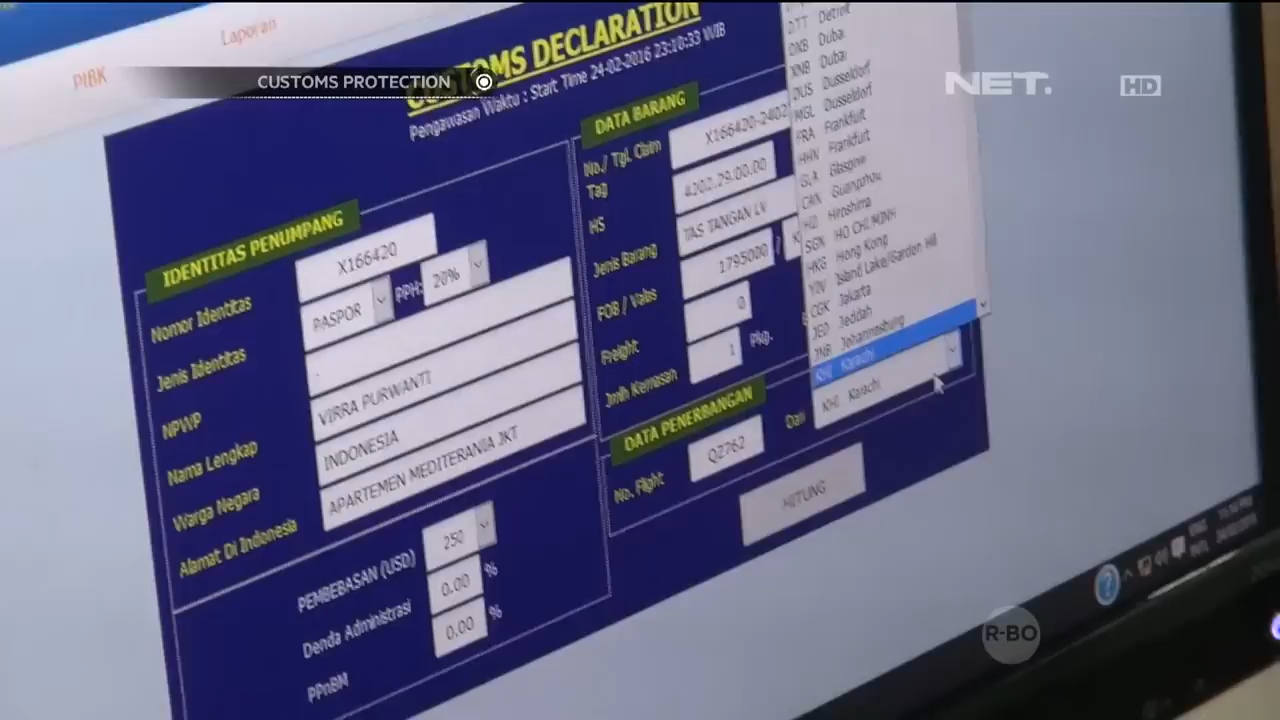 Laporan
PIBK
CUSTOMS PROTECTION
NET.
HD
CUSTOMS DECLARATION
Pengawasan Waktu : Start Time 24-02-2016 23:10:33 WIB
IDENTITAS PENUMPANG
Nomor Identitas X166420
Jenis Identitas PASPOR PPH: 20%
NPWP .
Nama Lengkap VIRRA PURWANTI
Warga Negara INDONESIA
Alamat Di Indonesia APARTEMEN MEDITERANIA JKT
PEMBEBASAN (USD) 250
Denda Administrasi 0.00 %
PPnBM 0.00 %
DATA BARANG
No./ Tgl. Claim Tag X166420-2402
HS 4202.29.00.00
Jenis Barang TAS TANGAN LV
FOB / Valas 1795000 /
Freight 0
Jmlh Kemasan 1 Pkg.
DATA PENERBANGAN
No. Flight QZ762 Dari KHI Karachi
HITUNG
DTT Detroit
DXB Dubai
XNB Dubai
DUS Dusseldorf
MGL Dusseldorf
FRA Frankfurt
HHN Frankfurt
GLA Glasgow
CAN Guangzhou
HIJ Hiroshima
SGN HO CHI MINH
HKG Hong Kong
YIV Island Lake/Garden Hill
CGK Jakarta
JED Jeddah
JNB Johannesburg
KHI Karachi
R-BO